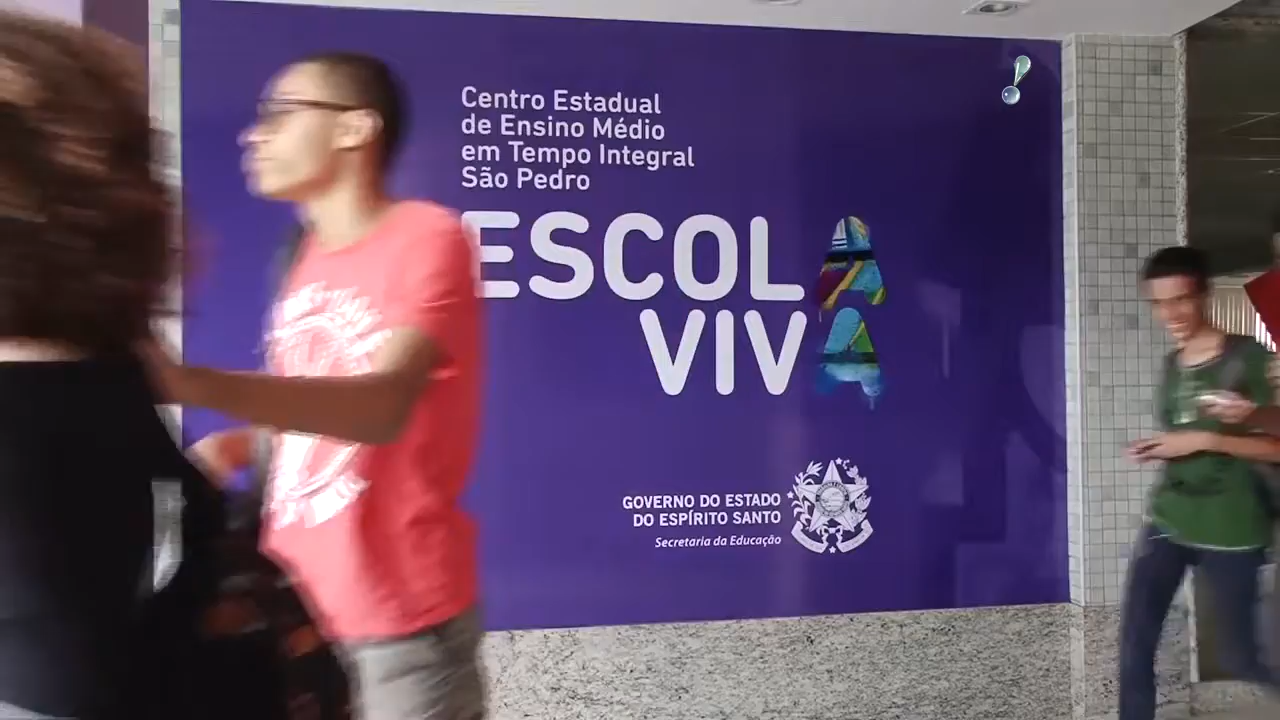 Centro Estadual
de Ensino Médio
em Tempo Integral
São Pedro
ESCOLA
VIVA
GOVERNO DO ESTADO
DO ESPÍRITO SANTO
Secretaria da Educação